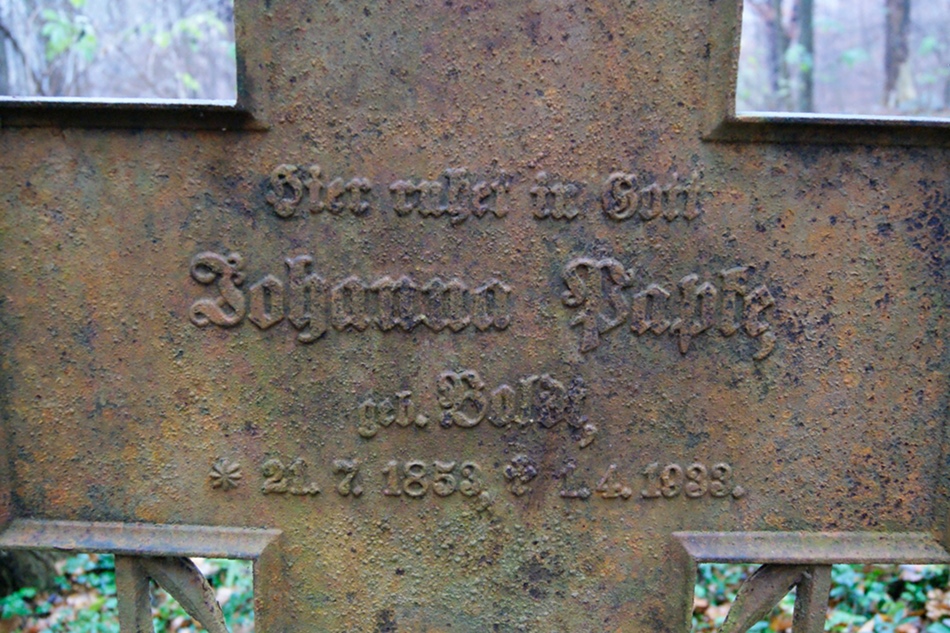 Hier ruhet in Gott
Johanna Papke,
geb. Boldt,
* 21. 7. 1853, ✠ 1. 4. 1933.